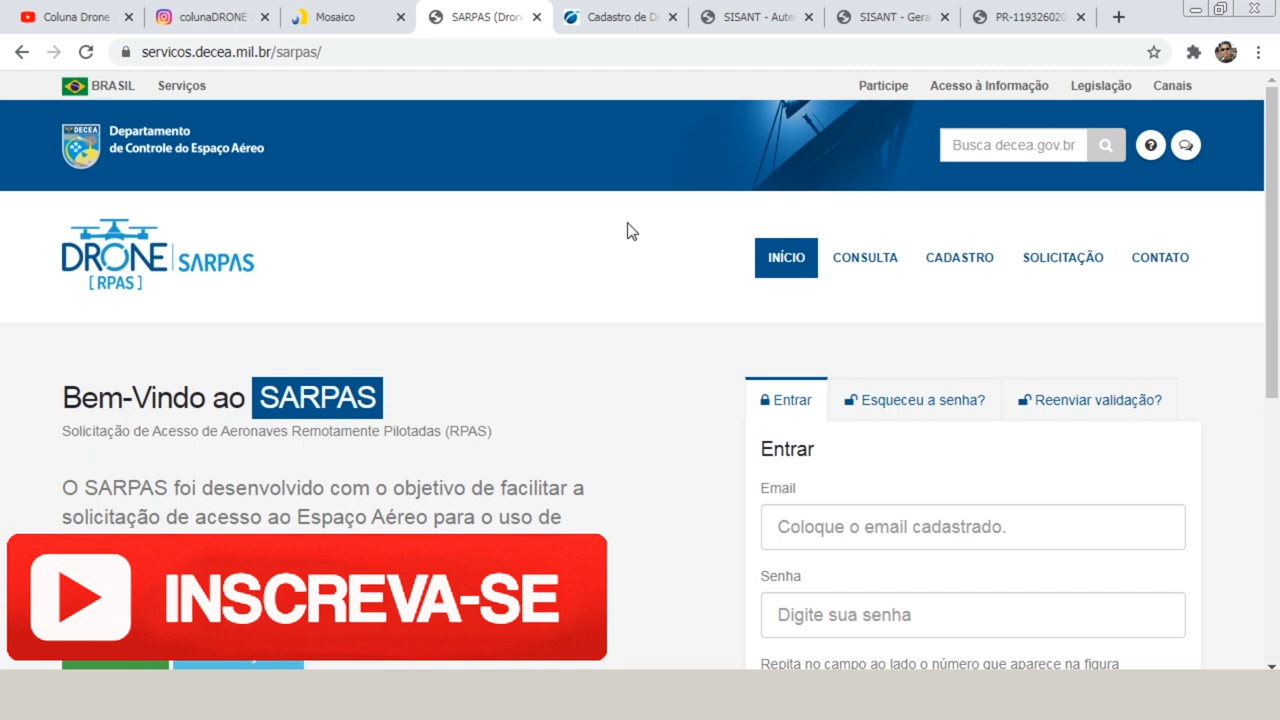 Coluna Drone
colunaDRONE
Mosaico
SARPAS (Dron
Cadastro de D
SISANT - Aute
SISANT - Gera
PR-119326020
servicos.decea.mil.br/sarpas/
BRASIL
Serviços
Participe
Acesso à Informação
Legislação
Canais
DECEA
Departamento
de Controle do Espaço Aéreo
Busca decea.gov.br
DRONE SARPAS
[RPAS]
INÍCIO
CONSULTA
CADASTRO
SOLICITAÇÃO
CONTATO
Bem-Vindo ao SARPAS
Solicitação de Acesso de Aeronaves Remotamente Pilotadas (RPAS)
O SARPAS foi desenvolvido com o objetivo de facilitar a
solicitação de acesso ao Espaço Aéreo para o uso de
INSCREVA-SE
Entrar
Esqueceu a senha?
Reenviar validação?
Entrar
Email
Coloque o email cadastrado.
Senha
Digite sua senha
Repita no campo ao lado o número que aparece na figura